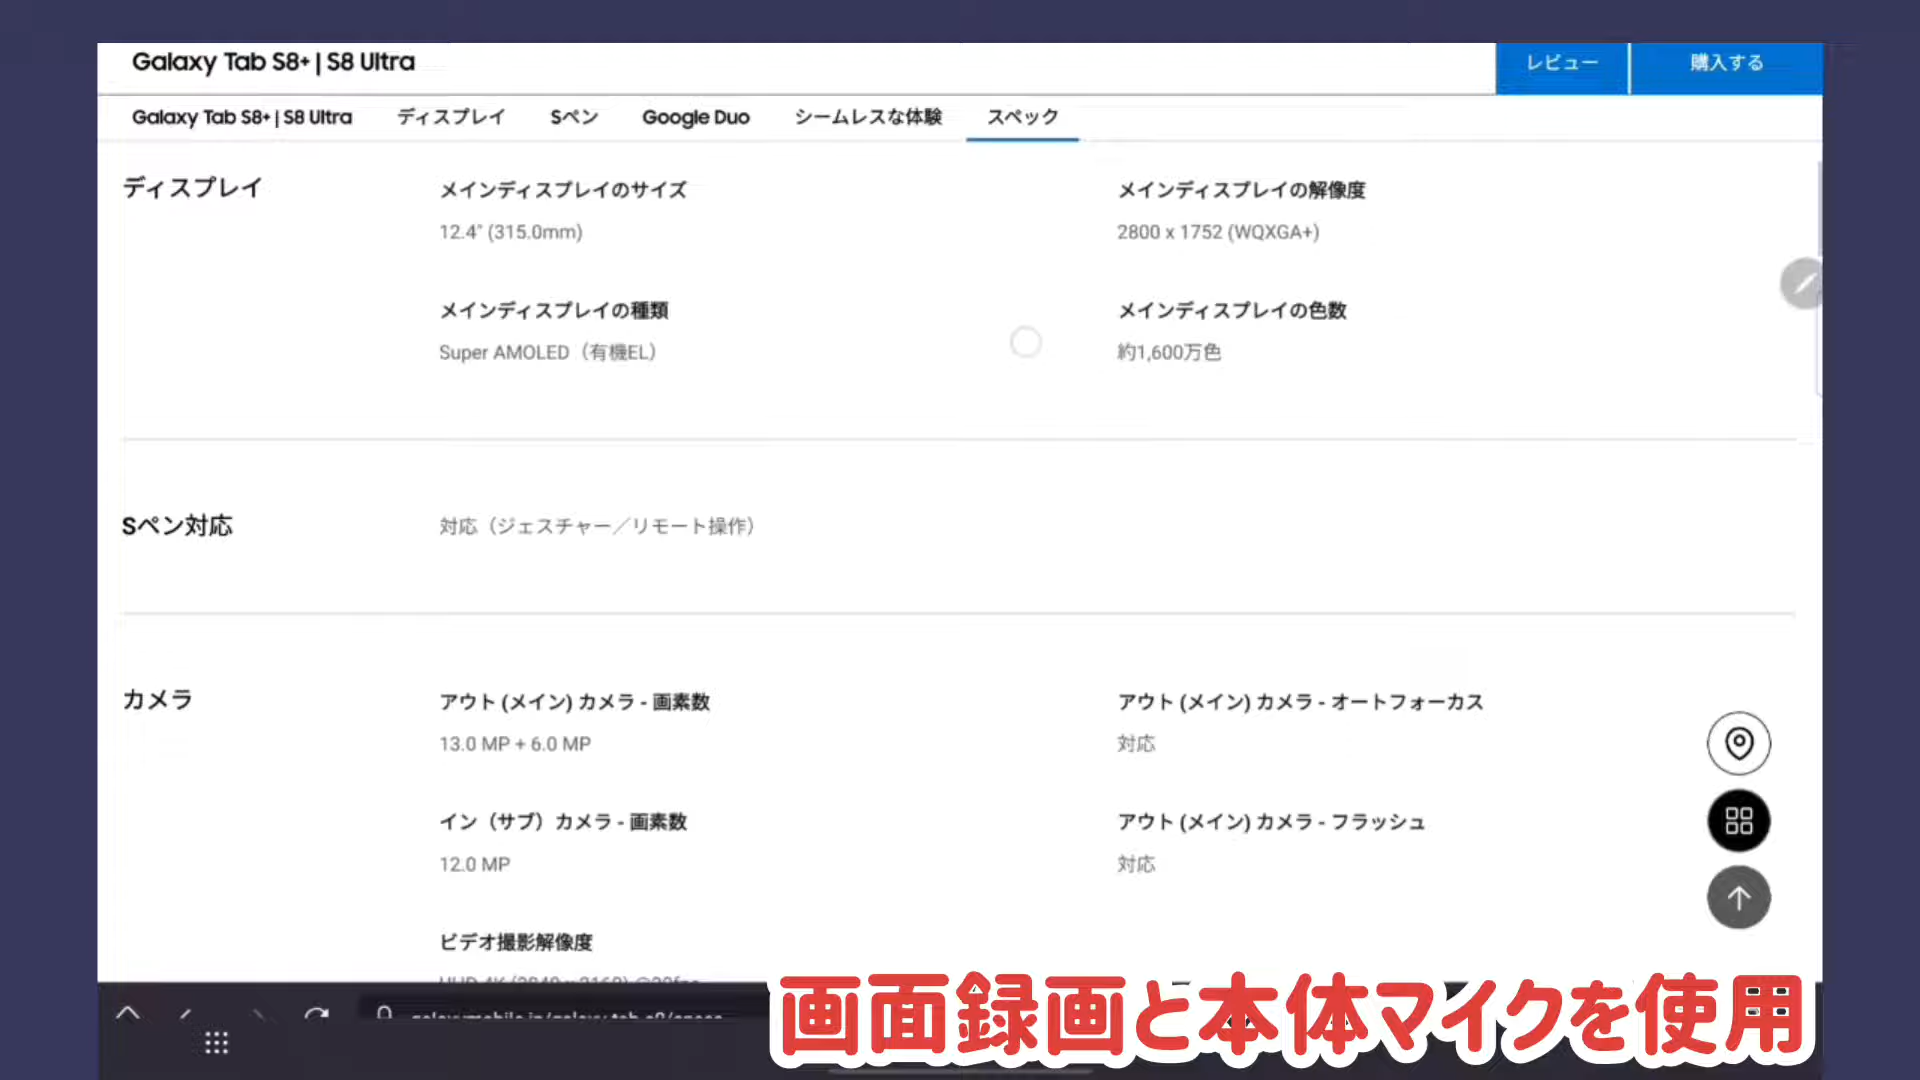 Galaxy Tab S8+ | S8 Ultra
レビュー
購入する
Galaxy Tab S8+ | S8 Ultra ディスプレイ Sペン Google Duo シームレスな体験 スペック
ディスプレイ
メインディスプレイのサイズ
12.4" (315.0mm)
メインディスプレイの解像度
2800 x 1752 (WQXGA+)
メインディスプレイの種類
Super AMOLED（有機EL）
メインディスプレイの色数
約1,600万色
Sペン対応
対応（ジェスチャー／リモート操作）
カメラ
アウト (メイン) カメラ - 画素数
13.0 MP + 6.0 MP
アウト (メイン) カメラ - オートフォーカス
対応
イン（サブ）カメラ - 画素数
12.0 MP
アウト (メイン) カメラ - フラッシュ
対応
ビデオ撮影解像度
画面録画と本体マイクを使用